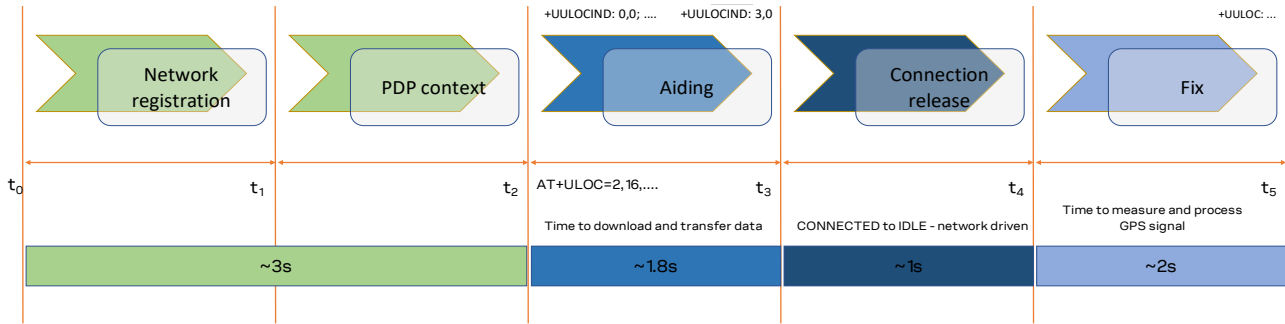 +UULOCIND: 0,0; ....
+UULOCIND: 3,0
+UULOC: ...
Network
registration
PDP context
Aiding
Connection
release
Fix
t0
t1
t2
AT+ULOC=2,16,....
t3
t4
t5
Time to download and transfer data
CONNECTED to IDLE - network driven
Time to measure and process
GPS signal
~3s
~1.8s
~1s
~2s